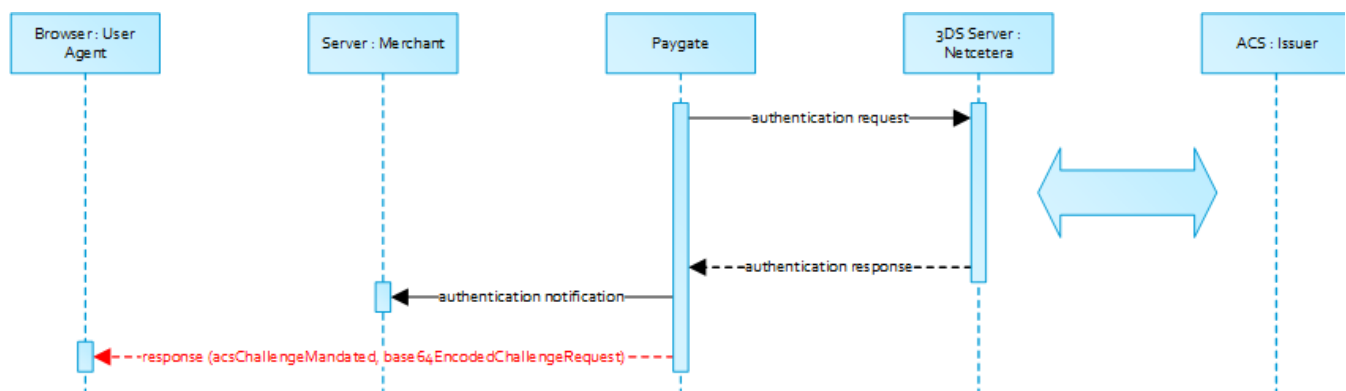 Browser : User
Agent
Server : Merchant
Paygate
3DS Server :
Netcetera
ACS : Issuer
authentication request
authentication response
authentication notification
response (acsChallengeMandated, base64EncodedChallengeRequest)